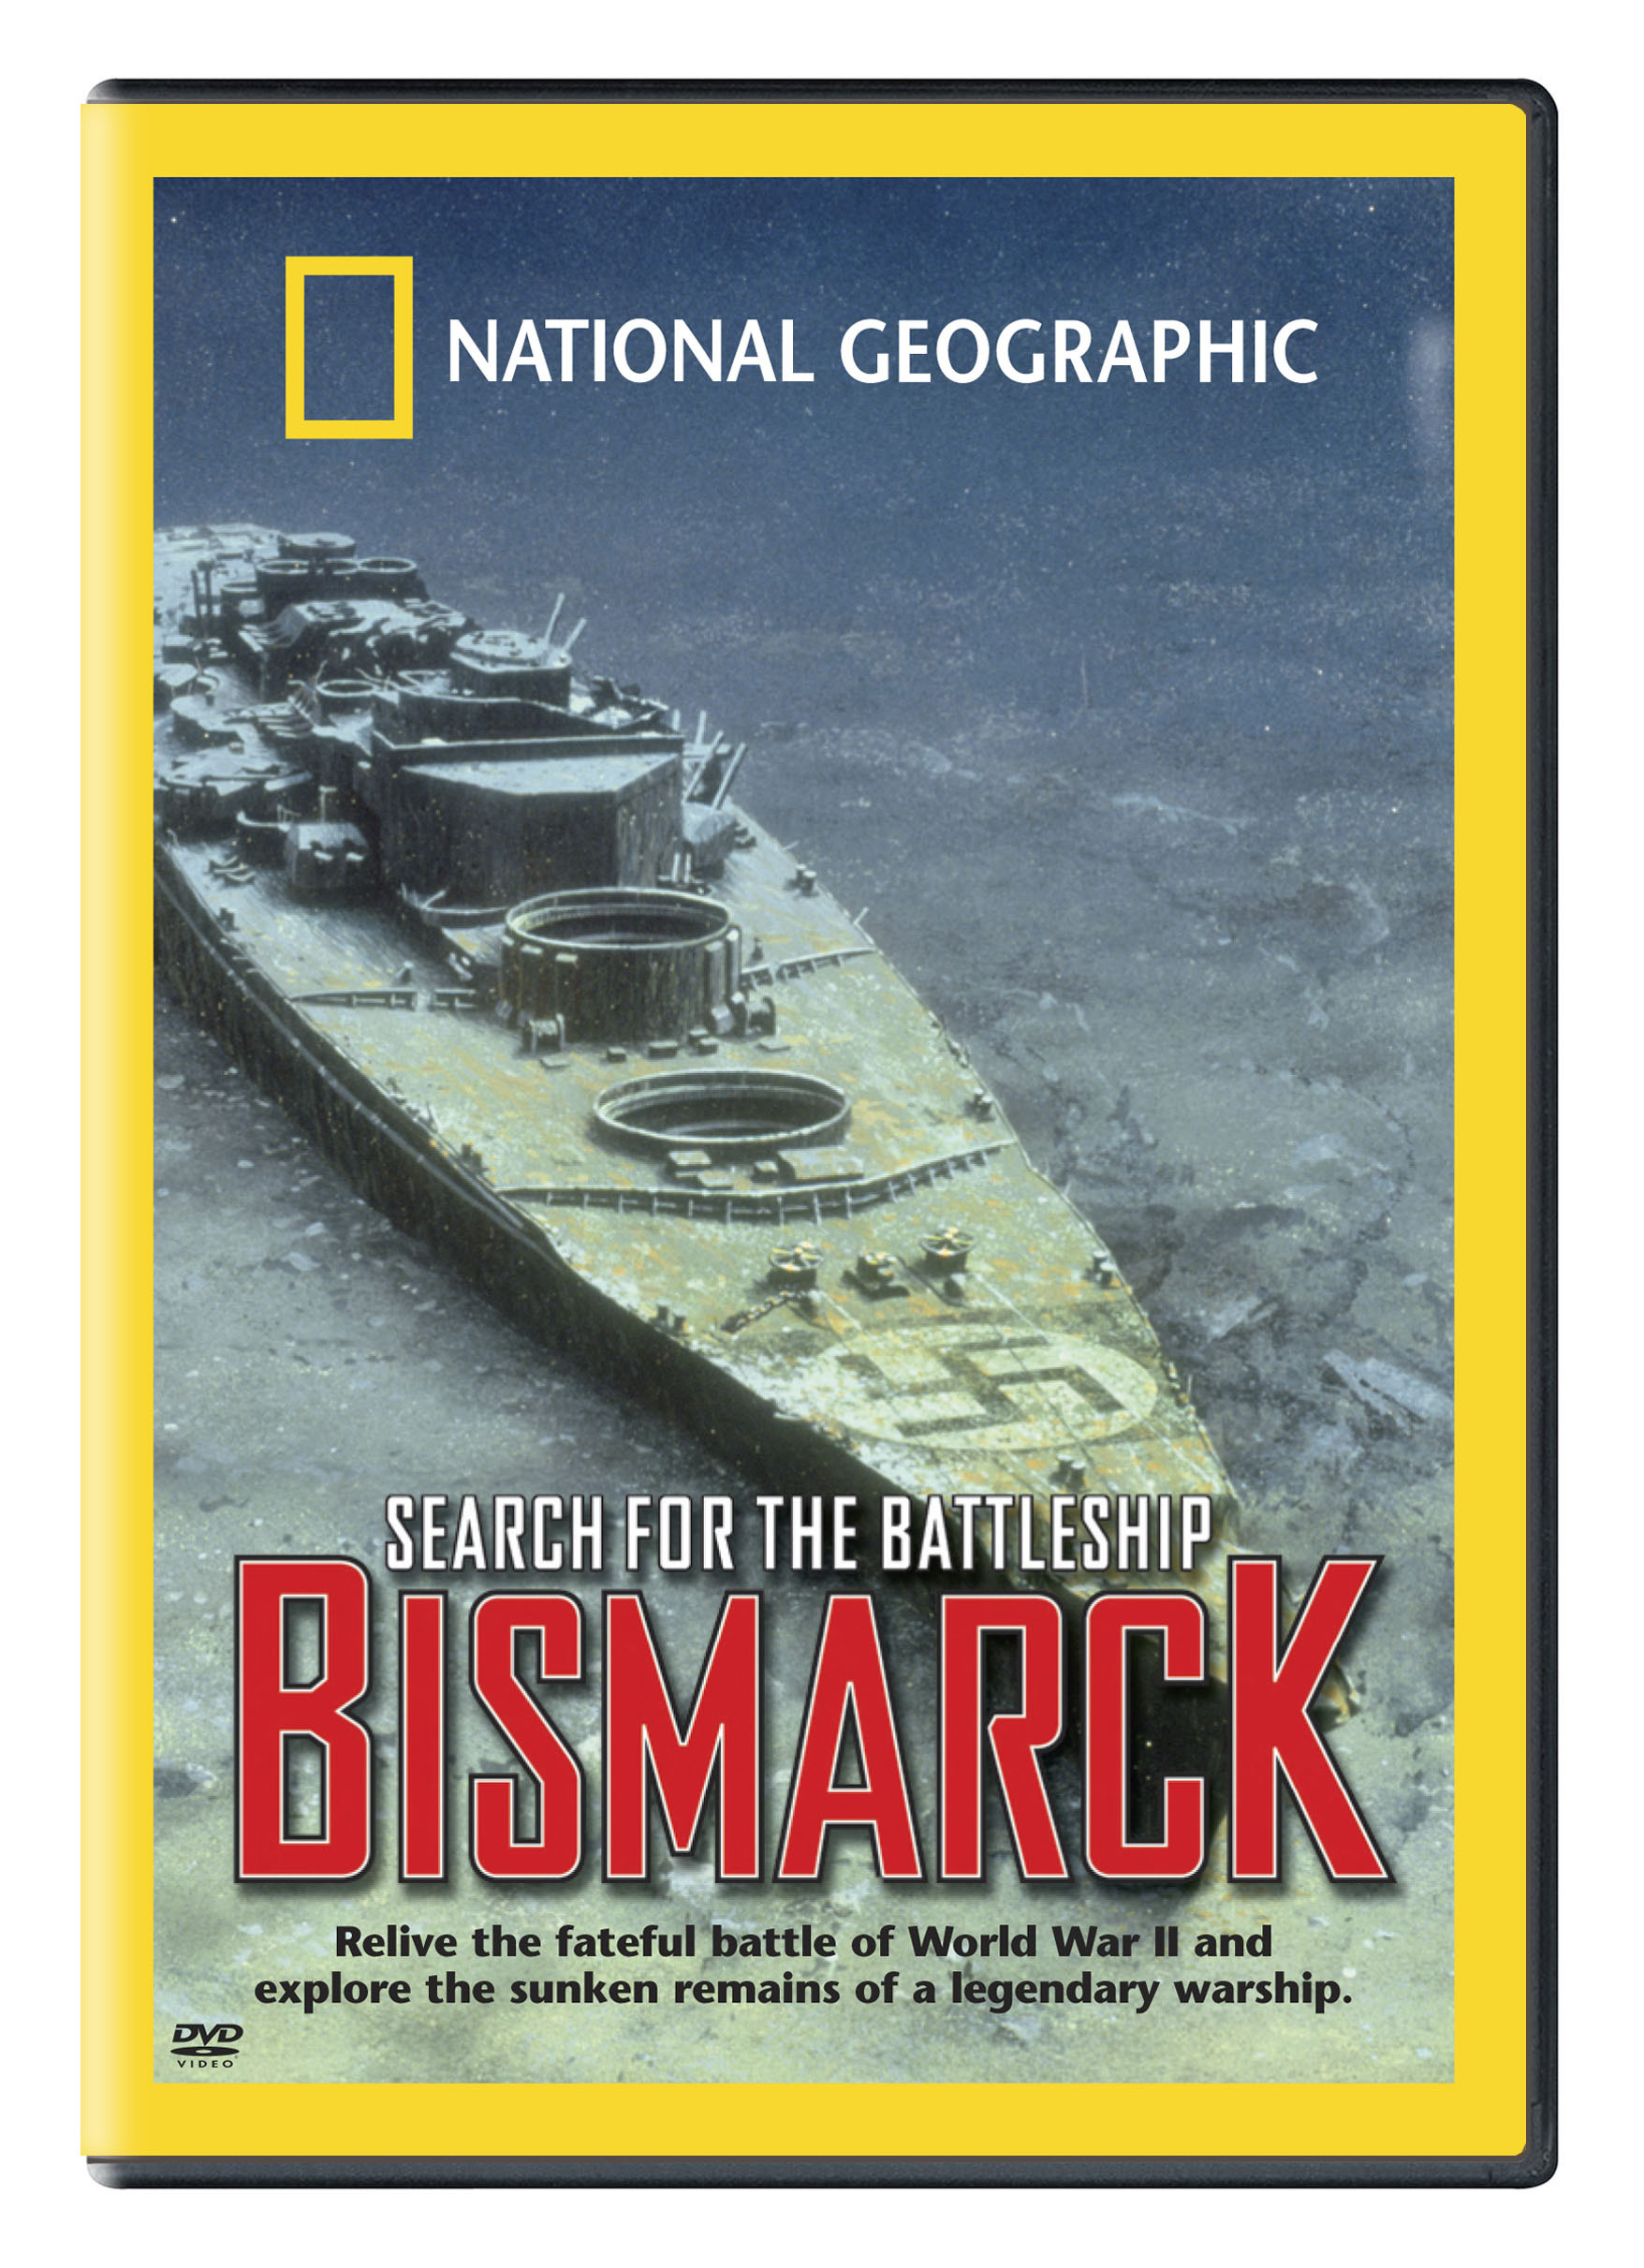 NATIONAL GEOGRAPHIC
SEARCH FOR THE BATTLESHIP
BISMARCK
Relive the fateful battle of World War II and
explore the sunken remains of a legendary warship.
DVD
VIDEO